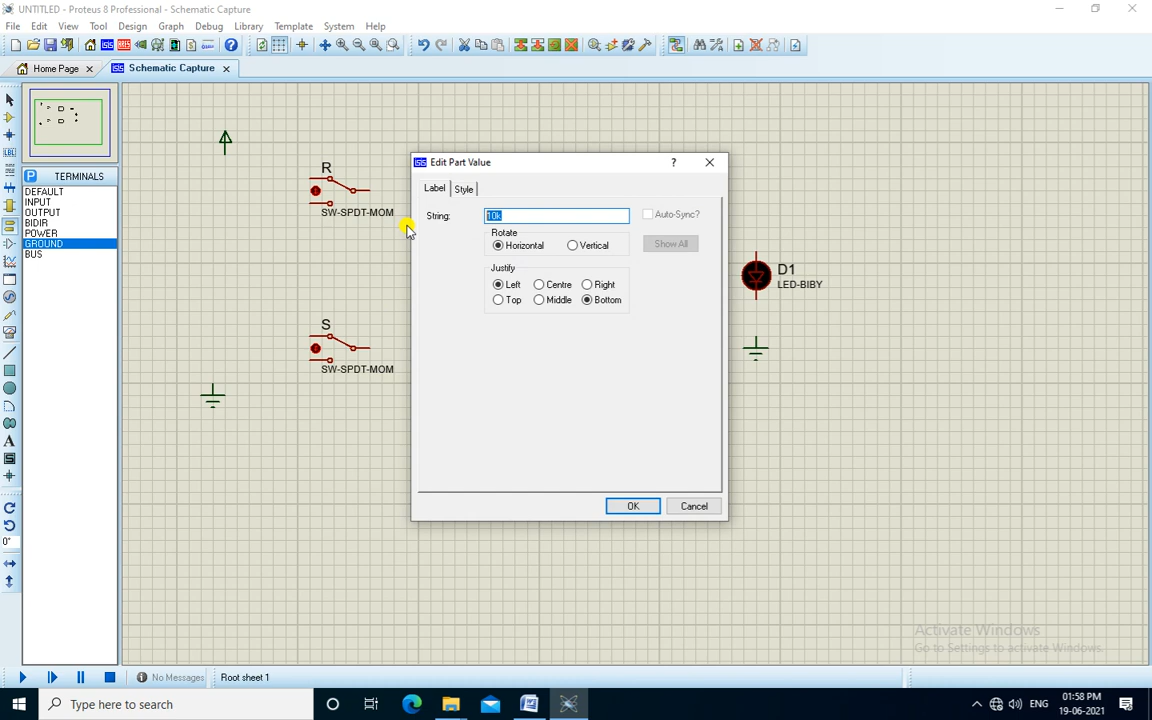 UNTITLED - Proteus 8 Professional - Schematic Capture
File Edit View Tool Design Graph Debug Library Template System Help
Home Page Schematic Capture
P TERMINALS
DEFAULT
INPUT
OUTPUT
BIDIR
POWER
GROUND
BUS
LBL
A
0°
R
SW-SPDT-MOM
S
SW-SPDT-MOM
Edit Part Value
Label Style
String: 10k Auto-Sync?
Rotate
Horizontal Vertical Show All
Justify
Left Centre Right
Top Middle Bottom
OK Cancel
D1
LED-BIBY
Activate Windows
Go to Settings to activate Windows.
No Messages Root sheet 1
Type here to search
ENG
01:58 PM
19-06-2021